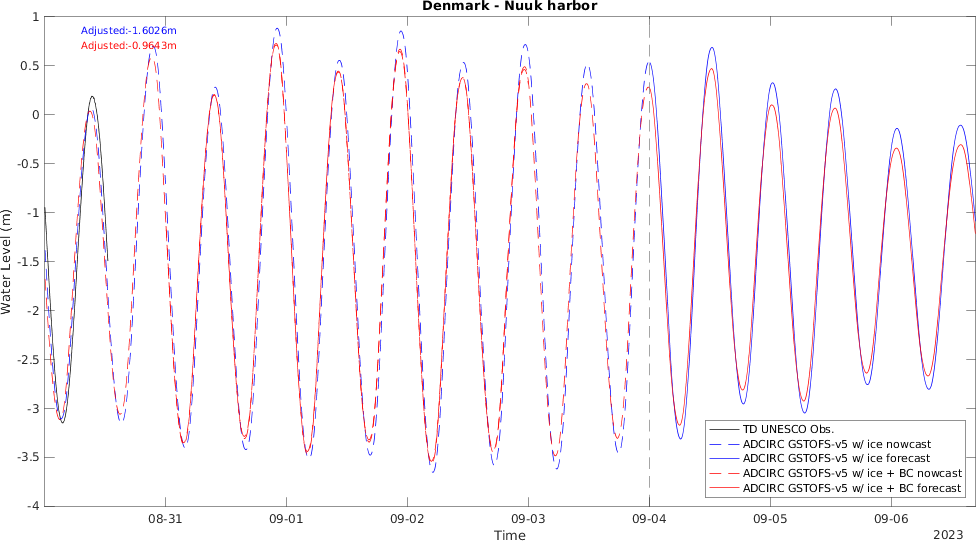 Denmark - Nuuk harbor
Adjusted:-1.6026m
Adjusted:-0.9643m
1
0.5
0
-0.5
-1
-1.5
-2
-2.5
-3
-3.5
-4
Water Level (m)
08-31
09-01
09-02
09-03
09-04
09-05
09-06
Time
2023
TD UNESCO Obs.
ADCIRC GSTOFS-v5 w/ ice nowcast
ADCIRC GSTOFS-v5 w/ ice forecast
ADCIRC GSTOFS-v5 w/ ice + BC nowcast
ADCIRC GSTOFS-v5 w/ ice + BC forecast